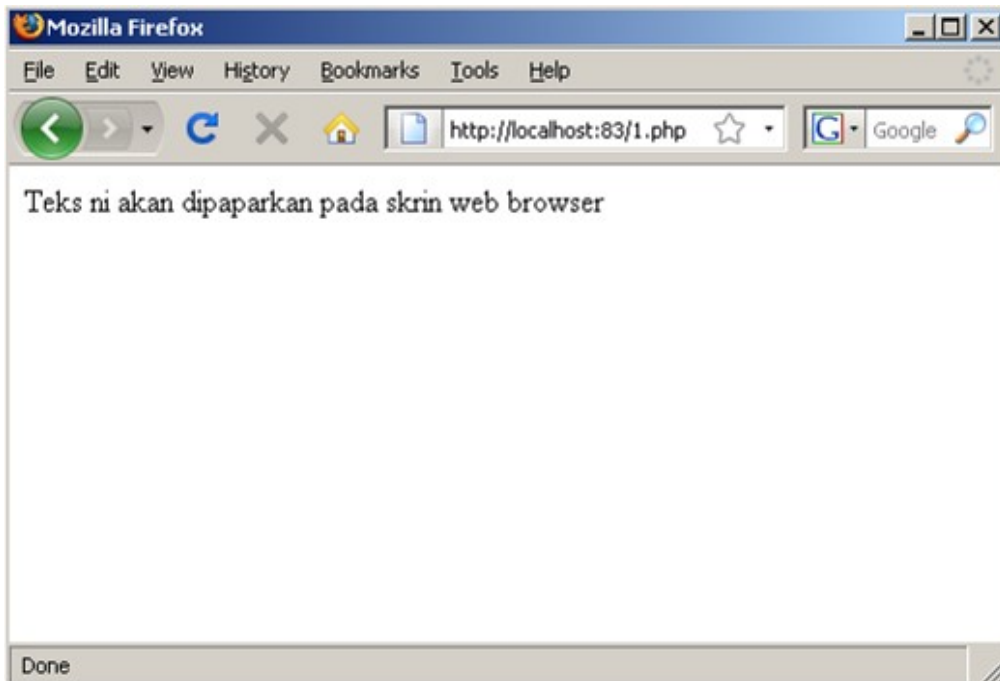 Mozilla Firefox
File Edit View History Bookmarks Tools Help
http://localhost:83/1.php G Google
Teks ni akan dipaparkan pada skrin web browser
Done